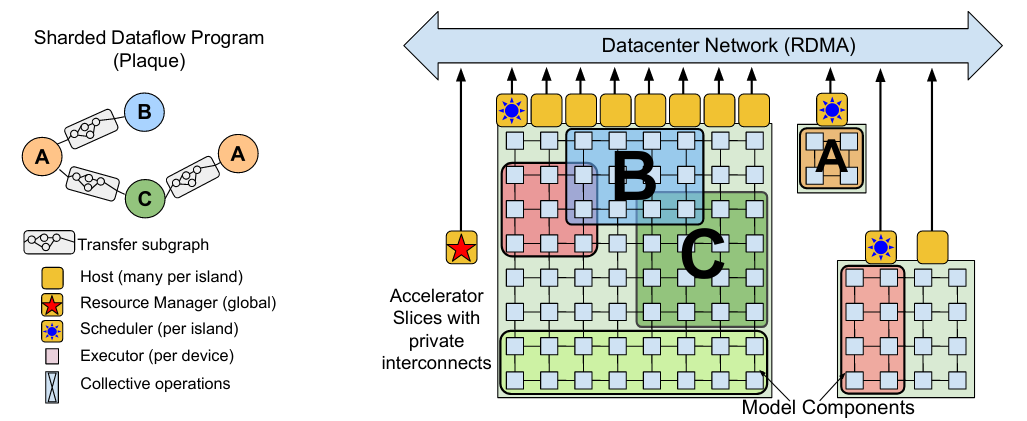 Sharded Dataflow Program
(Plaque)
B
A
A
C
Transfer subgraph
Host (many per island)
Resource Manager (global)
Scheduler (per island)
Executor (per device)
Collective operations
Datacenter Network (RDMA)
B
A
C
Accelerator
Slices with
private
interconnects
Model Components